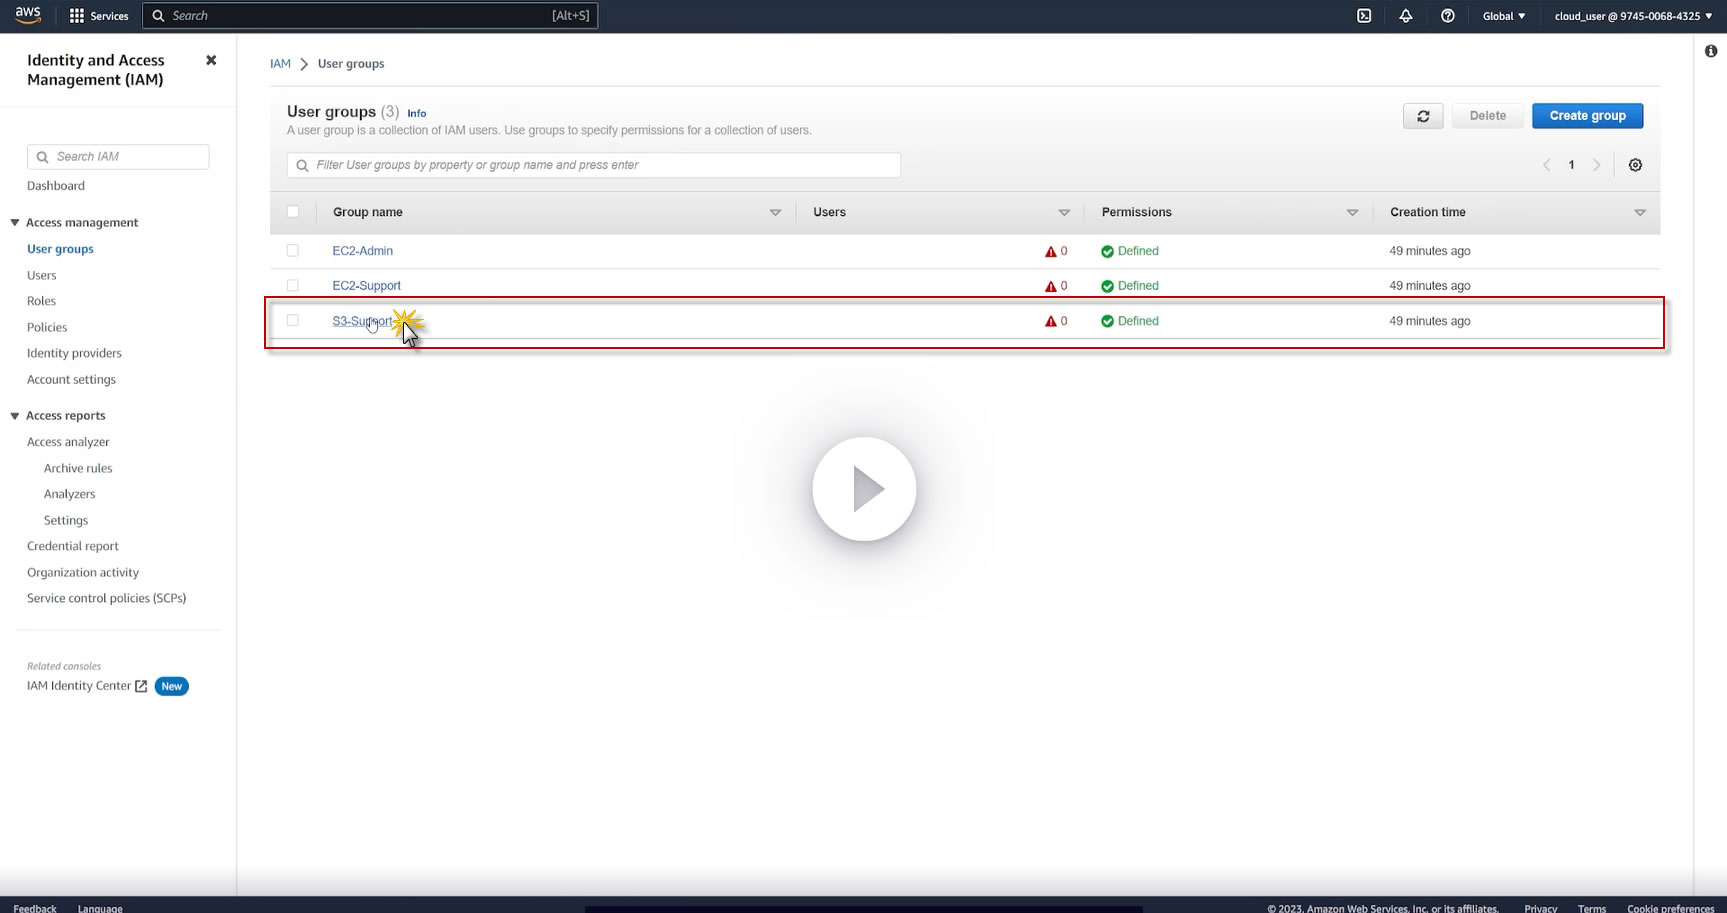 aws Services Search [Alt+S] Global cloud_user @ 9745-0068-4325
Identity and Access
Management (IAM)
Search IAM
Dashboard
Access management
User groups
Users
Roles
Policies
Identity providers
Account settings
Access reports
Access analyzer
Archive rules
Analyzers
Settings
Credential report
Organization activity
Service control policies (SCPs)
Related consoles
IAM Identity Center New
IAM > User groups
User groups (3) Info
A user group is a collection of IAM users. Use groups to specify permissions for a collection of users.
Delete Create group
Filter User groups by property or group name and press enter
1
Group name Users Permissions Creation time
EC2-Admin 0 Defined 49 minutes ago
EC2-Support 0 Defined 49 minutes ago
S3-Support 0 Defined 49 minutes ago
Feedback Language © 2023, Amazon Web Services, Inc. or its affiliates. Privacy Terms Cookie preferences